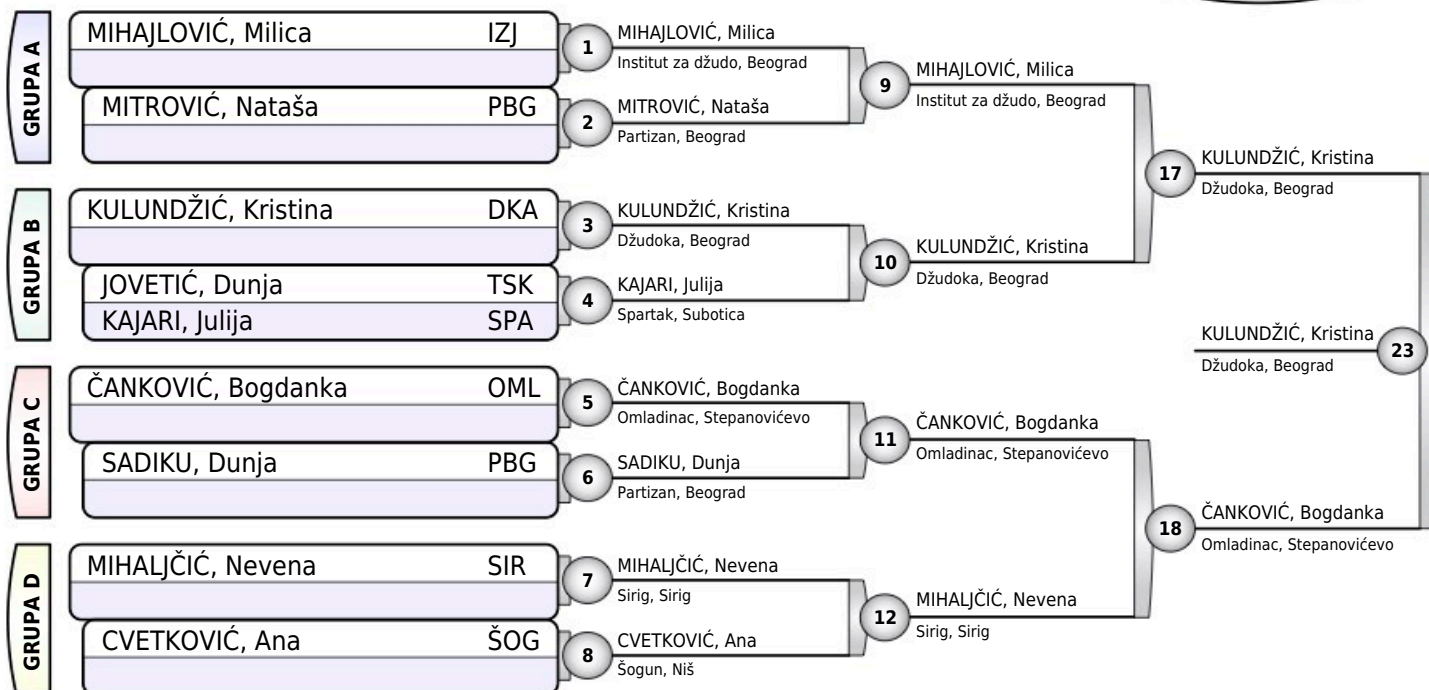 GRUPA A
MIHAJLOVIĆ, Milica IZJ
MITROVIĆ, Nataša PBG
1
MIHAJLOVIĆ, Milica
Institut za džudo, Beograd
2
MITROVIĆ, Nataša
Partizan, Beograd
9
MIHAJLOVIĆ, Milica
Institut za džudo, Beograd
GRUPA B
KULUNDŽIĆ, Kristina DKA
JOVETIĆ, Dunja TSK
KAJARI, Julija SPA
3
KULUNDŽIĆ, Kristina
Džudoka, Beograd
4
KAJARI, Julija
Spartak, Subotica
10
KULUNDŽIĆ, Kristina
Džudoka, Beograd
17
KULUNDŽIĆ, Kristina
Džudoka, Beograd
GRUPA C
ČANKOVIĆ, Bogdanka OML
SADIKU, Dunja PBG
5
ČANKOVIĆ, Bogdanka
Omladinac, Stepanovićevo
6
SADIKU, Dunja
Partizan, Beograd
11
ČANKOVIĆ, Bogdanka
Omladinac, Stepanovićevo
GRUPA D
MIHALJČIĆ, Nevena SIR
CVETKOVIĆ, Ana ŠOG
7
MIHALJČIĆ, Nevena
Sirig, Sirig
8
CVETKOVIĆ, Ana
Šogun, Niš
12
MIHALJČIĆ, Nevena
Sirig, Sirig
18
ČANKOVIĆ, Bogdanka
Omladinac, Stepanovićevo
KULUNDŽIĆ, Kristina
Džudoka, Beograd
23